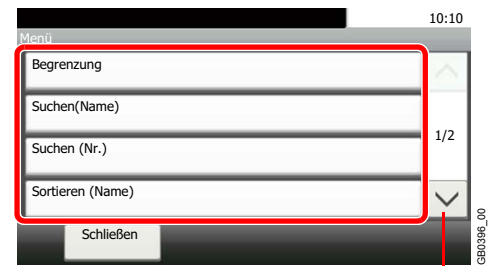 10:10
Menü
Begrenzung
Suchen(Name)
Suchen (Nr.)
1/2
Sortieren (Name)
Schließen
GB0396_00